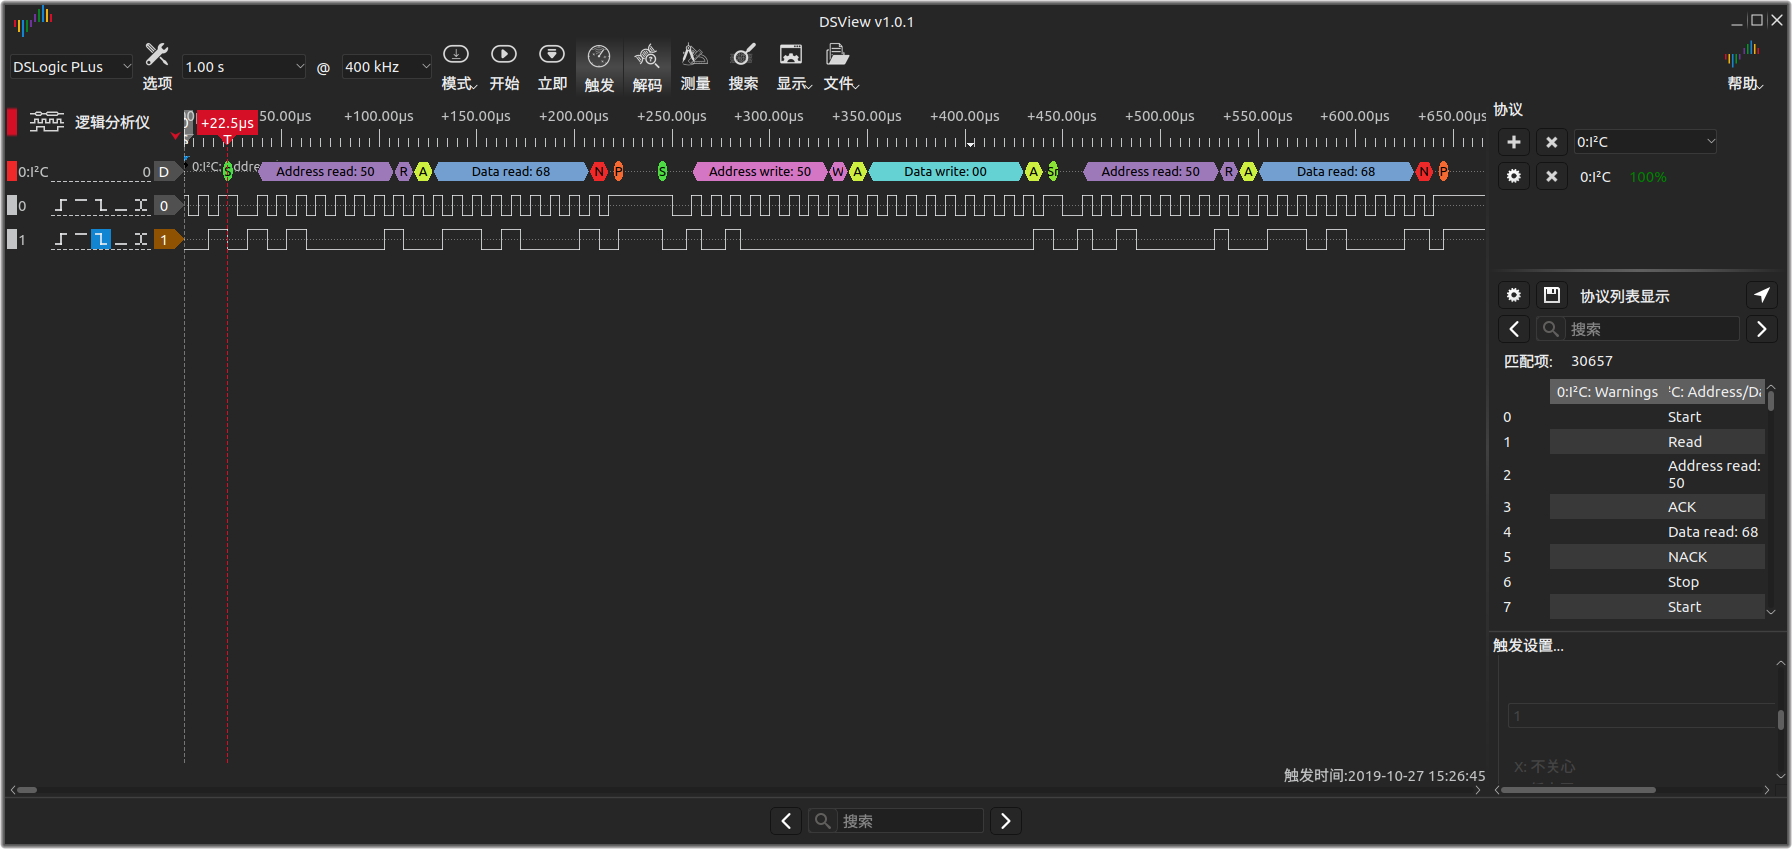 DSView v1.0.1
DSLogic PLus
选项
1.00 s
@
400 kHz
模式
开始
立即
触发
解码
测量
搜索
显示
文件
帮助
逻辑分析仪
+22.5µs
50.00µs
+100.00µs
+150.00µs
+200.00µs
+250.00µs
+300.00µs
+350.00µs
+400.00µs
+450.00µs
+500.00µs
+550.00µs
+600.00µs
+650.00µs
0:I²C
0
D
0:I²C: Addre
S
Address read: 50
R
A
Data read: 68
N
P
S
Address write: 50
W
A
Data write: 00
A
Sr
Address read: 50
R
A
Data read: 68
N
P
0
0
1
1
协议
0:I²C
0:I²C
100%
协议列表显示
搜索
匹配项:
30657
0:I²C: Warnings
²C: Address/Da
0
Start
1
Read
2
Address read:
50
3
ACK
4
Data read: 68
5
NACK
6
Stop
7
Start
触发设置...
1
X: 不关心
触发时间:2019-10-27 15:26:45
搜索